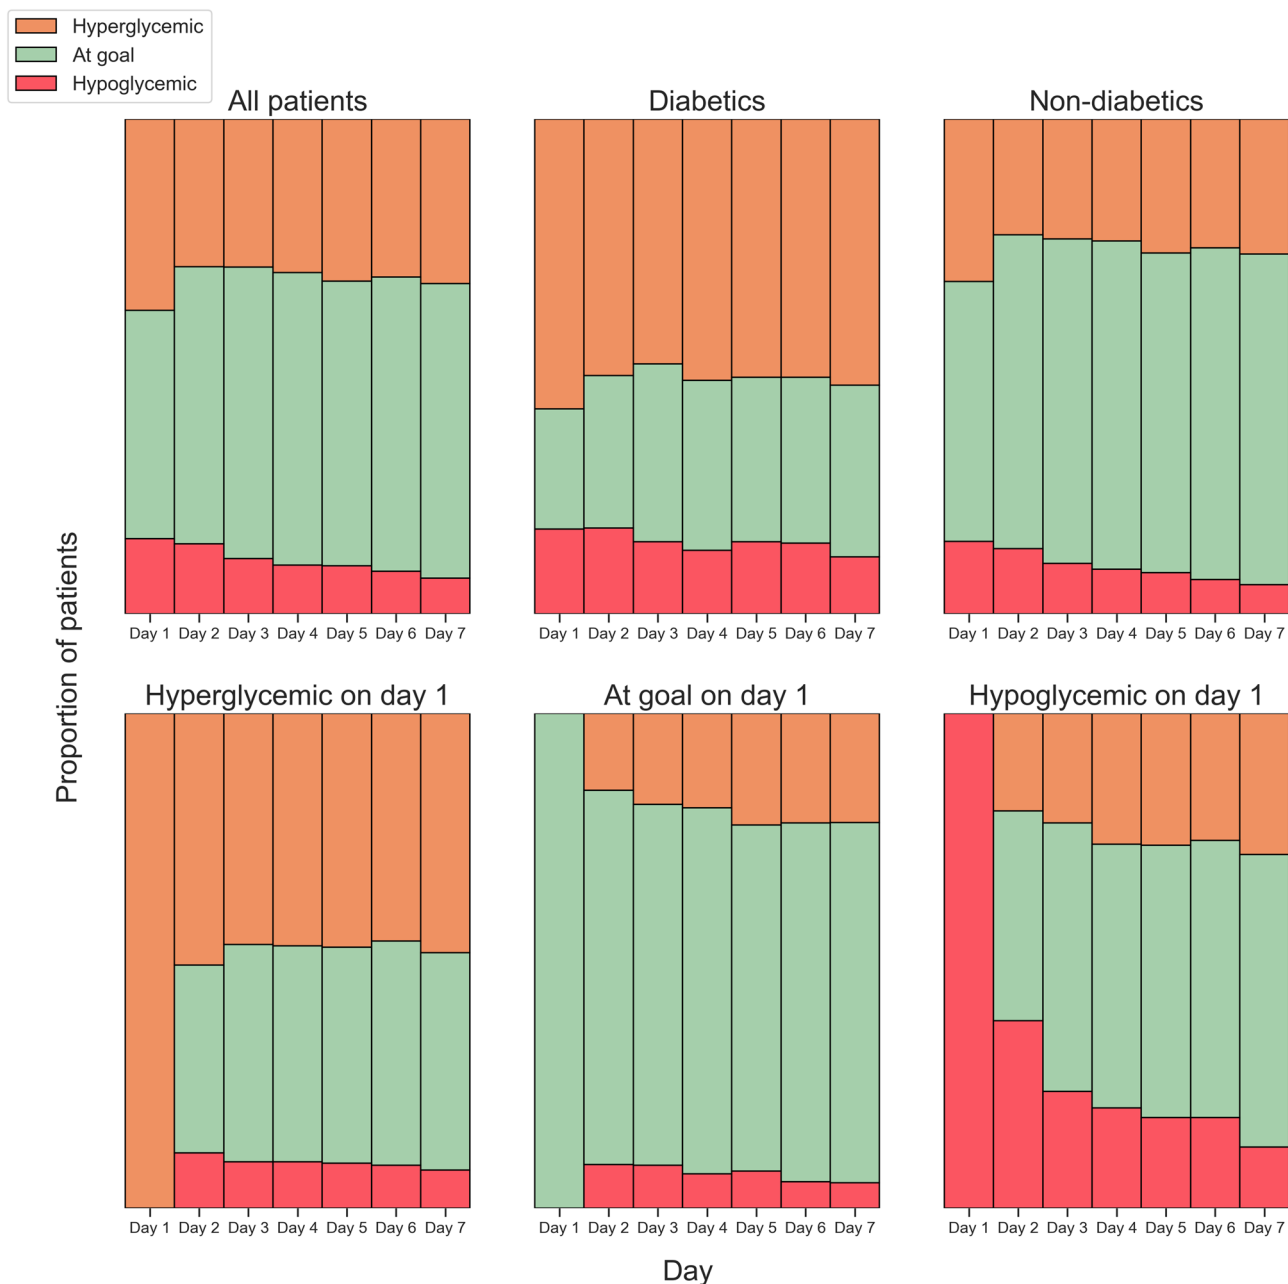 Hyperglycemic
At goal
Hypoglycemic
All patients
Diabetics
Non-diabetics
Day 1 Day 2 Day 3 Day 4 Day 5 Day 6 Day 7
Day 1 Day 2 Day 3 Day 4 Day 5 Day 6 Day 7
Day 1 Day 2 Day 3 Day 4 Day 5 Day 6 Day 7
Proportion of patients
Hyperglycemic on day 1
At goal on day 1
Hypoglycemic on day 1
Day 1 Day 2 Day 3 Day 4 Day 5 Day 6 Day 7
Day 1 Day 2 Day 3 Day 4 Day 5 Day 6 Day 7
Day 1 Day 2 Day 3 Day 4 Day 5 Day 6 Day 7
Day